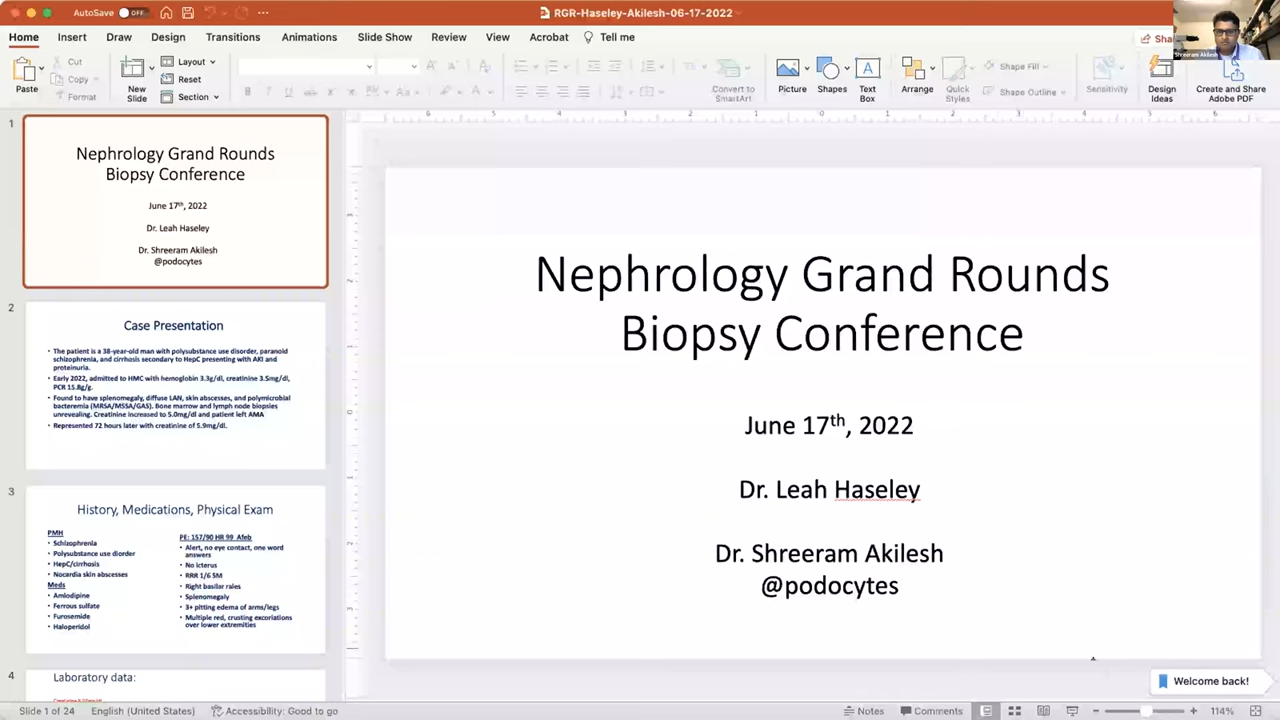 AutoSave OFF
RGR-Haseley-Akilesh-06-17-2022
Home Insert Draw Design Transitions Animations Slide Show Review View Acrobat Tell me
Shreeram Akilesh
Paste
Cut
Copy
Format
New Slide
Layout
Reset
Section
Convert to SmartArt
Picture
Shapes
Text Box
Arrange
Quick Styles
Shape Fill
Shape Outline
Sensitivity
Design Ideas
Create and Share Adobe PDF
1
Nephrology Grand Rounds
Biopsy Conference
June 17th, 2022
Dr. Leah Haseley
Dr. Shreeram Akilesh
@podocytes
2
Case Presentation
• The patient is a 38-year-old man with polysubstance use disorder, paranoid
schizophrenia, and cirrhosis secondary to HepC presenting with AKI and
proteinuria.
• Early 2022, admitted to HMC with hemoglobin 3.3g/dl, creatinine 3.5mg/dl,
PCR 15.8g/g.
• Found to have splenomegaly, diffuse LAN, skin abscesses, and polymicrobial
bacteremia (MRSA/MSSA/GAS). Bone marrow and lymph node biopsies
unrevealing. Creatinine increased to 5.0mg/dl and patient left AMA
• Represented 72 hours later with creatinine of 5.9mg/dl.
3
History, Medications, Physical Exam
PMH
• Schizophrenia
• Polysubstance use disorder
• HepC/cirrhosis
• Nocardia skin abscesses
Meds
• Amlodipine
• Ferrous sulfate
• Furosemide
• Haloperidol
PE: 157/90 HR 99 Afeb
• Alert, no eye contact, one word
answers
• No icterus
• RRR 1/6 SM
• Right basilar rales
• Splenomegaly
• 3+ pitting edema of arms/legs
• Multiple red, crusting excoriations
over lower extremities
4
Laboratory data:
Nephrology Grand Rounds
Biopsy Conference
June 17th, 2022
Dr. Leah Haseley
Dr. Shreeram Akilesh
@podocytes
Welcome back!
Slide 1 of 24 English (United States) Accessibility: Good to go Notes Comments 114%